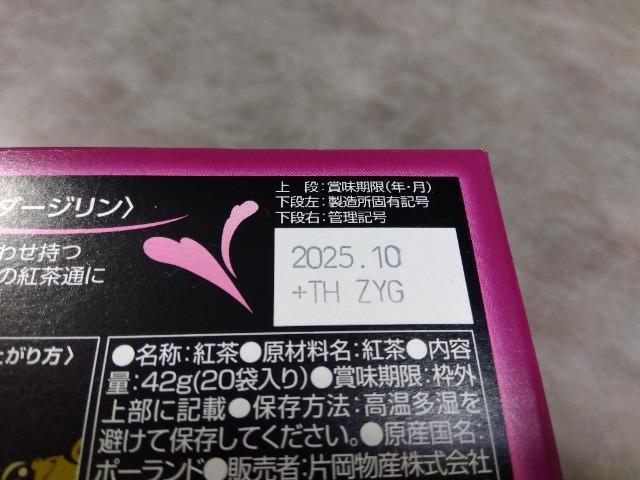 上　段：賞味期限（年・月）
下段左：製造所固有記号
下段右：管理記号
2025.10
+TH ZYG
ダージリン〉
わせ持つ
の紅茶通に
がり方〉
●名称：紅茶●原材料名：紅茶●内容
量：42g（20袋入り）●賞味期限：枠外
上部に記載●保存方法：高温多湿を
避けて保存してください。●原産国名：
ポーランド●販売者：片岡物産株式会社